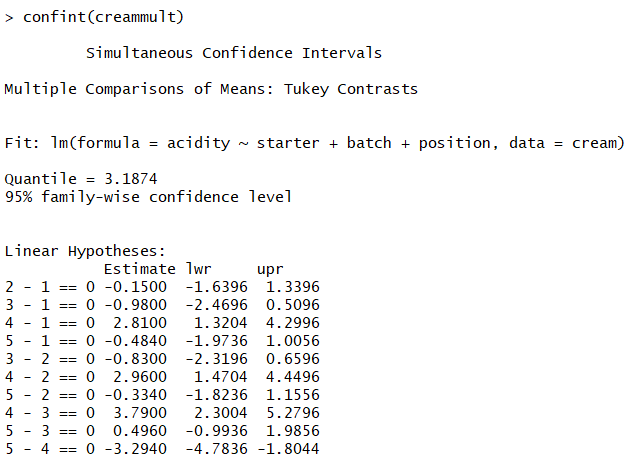 > confint(creammult)
Simultaneous Confidence Intervals
Multiple Comparisons of Means: Tukey Contrasts
Fit: lm(formula = acidity ~ starter + batch + position, data = cream)
Quantile = 3.1874
95% family-wise confidence level
Linear Hypotheses:
Estimate lwr upr
2 - 1 == 0 -0.1500 -1.6396 1.3396
3 - 1 == 0 -0.9800 -2.4696 0.5096
4 - 1 == 0 2.8100 1.3204 4.2996
5 - 1 == 0 -0.4840 -1.9736 1.0056
3 - 2 == 0 -0.8300 -2.3196 0.6596
4 - 2 == 0 2.9600 1.4704 4.4496
5 - 2 == 0 -0.3340 -1.8236 1.1556
4 - 3 == 0 3.7900 2.3004 5.2796
5 - 3 == 0 0.4960 -0.9936 1.9856
5 - 4 == 0 -3.2940 -4.7836 -1.8044